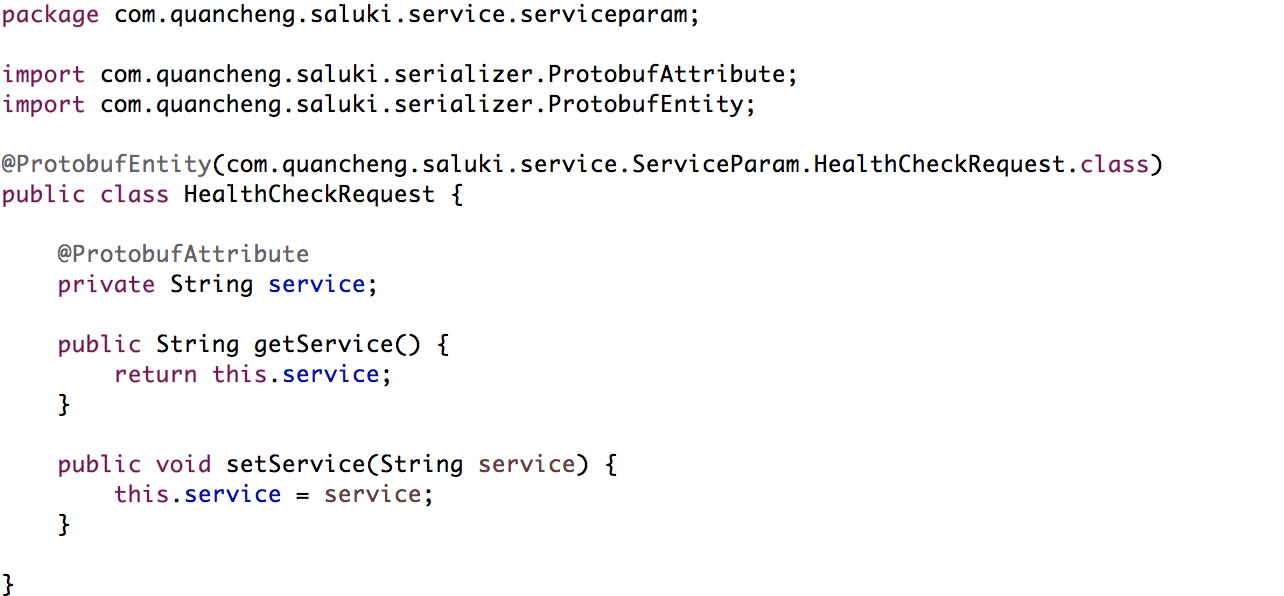 package com.quancheng.saluki.service.serviceparam;
import com.quancheng.saluki.serializer.ProtobufAttribute;
import com.quancheng.saluki.serializer.ProtobufEntity;
@ProtobufEntity(com.quancheng.saluki.service.ServiceParam.HealthCheckRequest.class)
public class HealthCheckRequest {
    @ProtobufAttribute
    private String service;
    public String getService() {
        return this.service;
    }
    public void setService(String service) {
        this.service = service;
    }
}